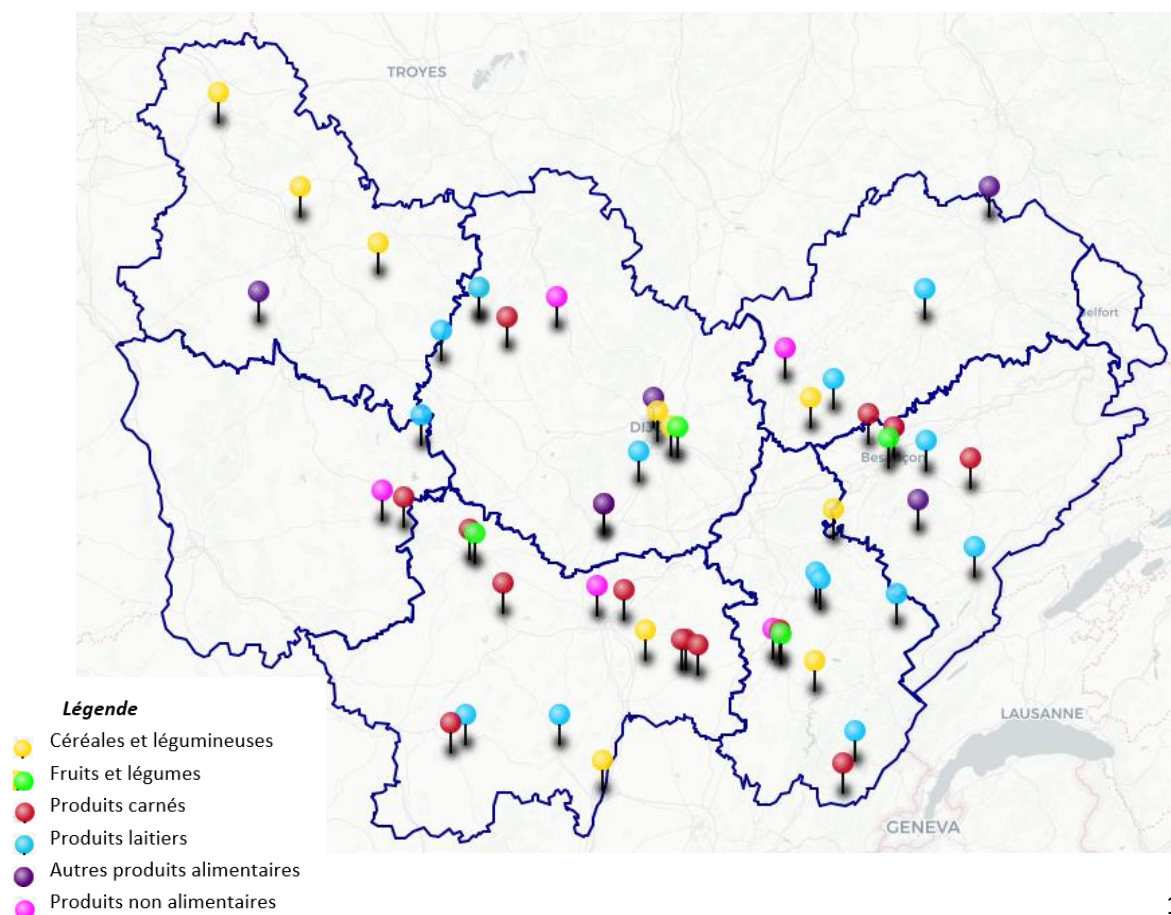 TROYES
elfort
DIJ
Besançon
LAUSANNE
GENEVA
Légende
Céréales et légumineuses
Fruits et légumes
Produits carnés
Produits laitiers
Autres produits alimentaires
Produits non alimentaires